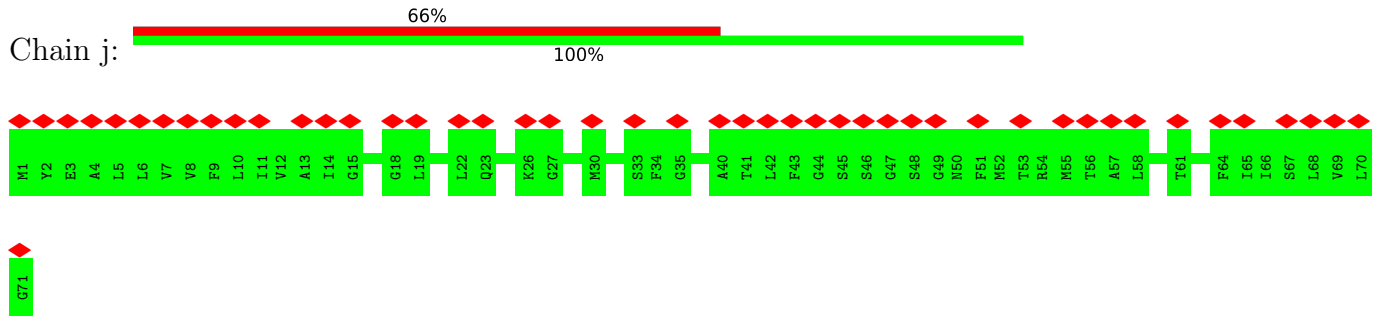 66%
Chain j:
100%
M1 Y2 E3 A4 L5 L6 V7 V8 F9 L10 I11 V12 A13 I14 G15 G18 L19 L22 Q23 K26 G27 M30 S33 F34 G35 A40 T41 L42 F43 G44 S45 S46 G47 S48 G49 N50 F51 M52 T53 R54 M55 T56 A57 L58 T61 F64 I65 I66 S67 L68 V69 L70
G71